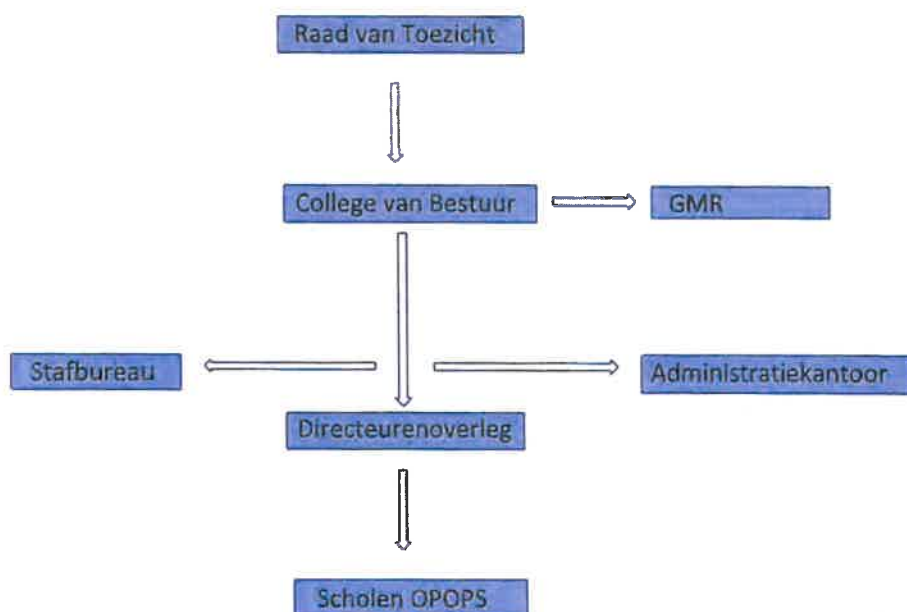 Raad van Toezicht
College van Bestuur
GMR
Stafbureau
Administratiekantoor
Directeurenoverleg
Scholen OPOPS